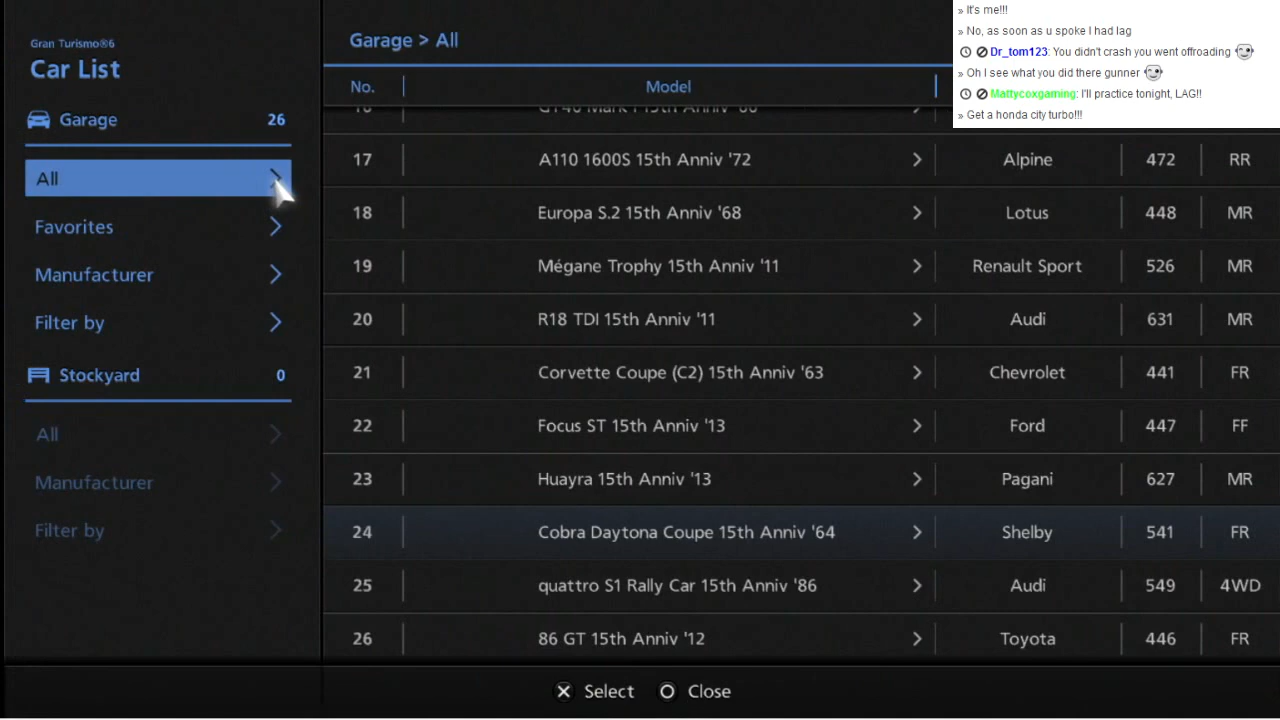 Gran Turismo®6
Car List
Garage 26
All
Favorites
Manufacturer
Filter by
Stockyard 0
All
Manufacturer
Filter by
Garage > All
No. Model
17 A110 1600S 15th Anniv '72 Alpine 472 RR
18 Europa S.2 15th Anniv '68 Lotus 448 MR
19 Mégane Trophy 15th Anniv '11 Renault Sport 526 MR
20 R18 TDI 15th Anniv '11 Audi 631 MR
21 Corvette Coupe (C2) 15th Anniv '63 Chevrolet 441 FR
22 Focus ST 15th Anniv '13 Ford 447 FF
23 Huayra 15th Anniv '13 Pagani 627 MR
24 Cobra Daytona Coupe 15th Anniv '64 Shelby 541 FR
25 quattro S1 Rally Car 15th Anniv '86 Audi 549 4WD
26 86 GT 15th Anniv '12 Toyota 446 FR
Select Close
» It's me!!!
» No, as soon as u spoke I had lag
Dr_tom123: You didn't crash you went offroading
» Oh I see what you did there gunner
Mattycoxgaming: I'll practice tonight, LAG!!
» Get a honda city turbo!!!